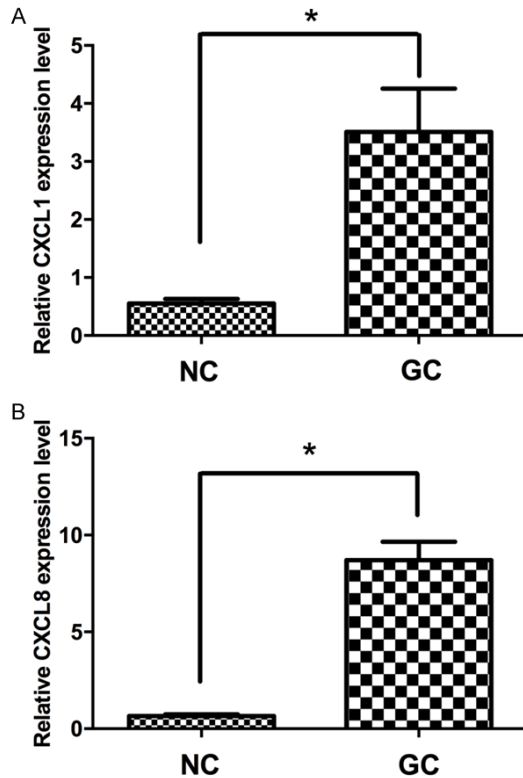 A
*
Relative CXCL1 expression level
5
4
3
2
1
0
NC GC
B
*
Relative CXCL8 expression level
15
10
5
0
NC GC